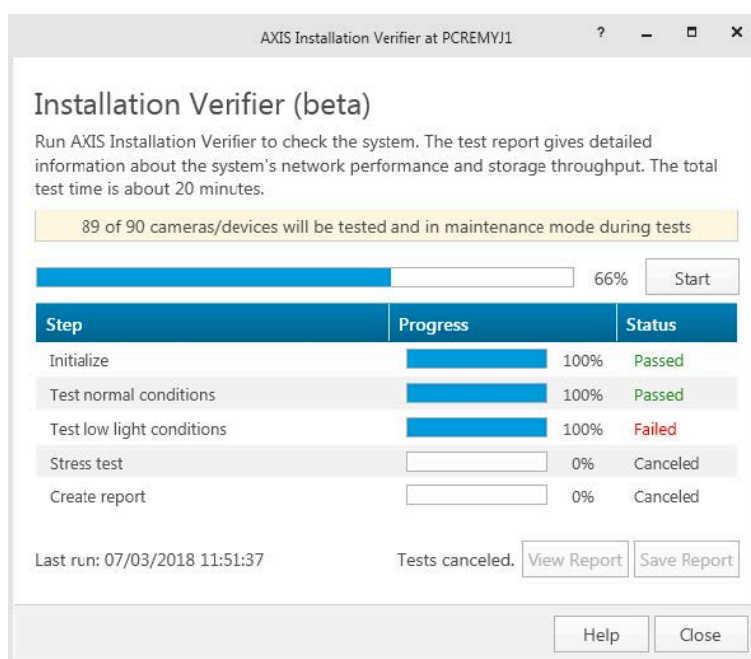 AXIS Installation Verifier at PCREMYJ1
Installation Verifier (beta)
Run AXIS Installation Verifier to check the system. The test report gives detailed
information about the system's network performance and storage throughput. The total
test time is about 20 minutes.
89 of 90 cameras/devices will be tested and in maintenance mode during tests
66% Start
Step Progress Status
Initialize 100% Passed
Test normal conditions 100% Passed
Test low light conditions 100% Failed
Stress test 0% Canceled
Create report 0% Canceled
Last run: 07/03/2018 11:51:37 Tests canceled. View Report Save Report
Help Close